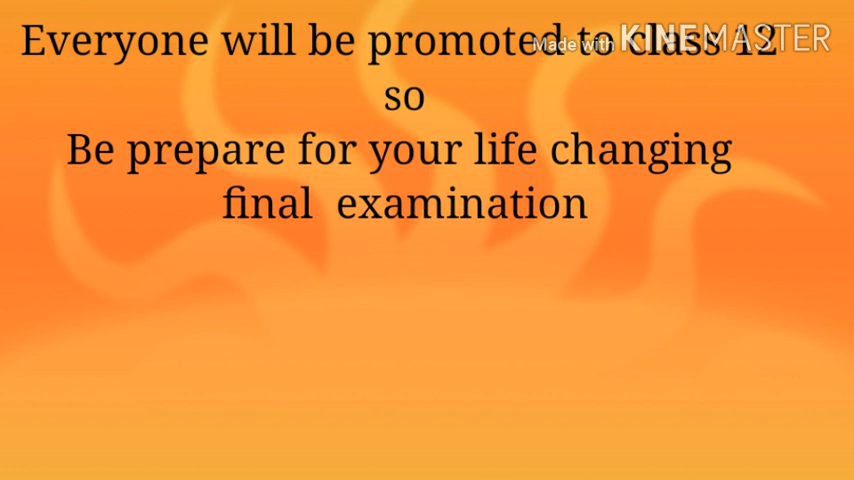 Everyone will be promoted to class 12
Made with KINEMASTER
so
Be prepare for your life changing
final examination